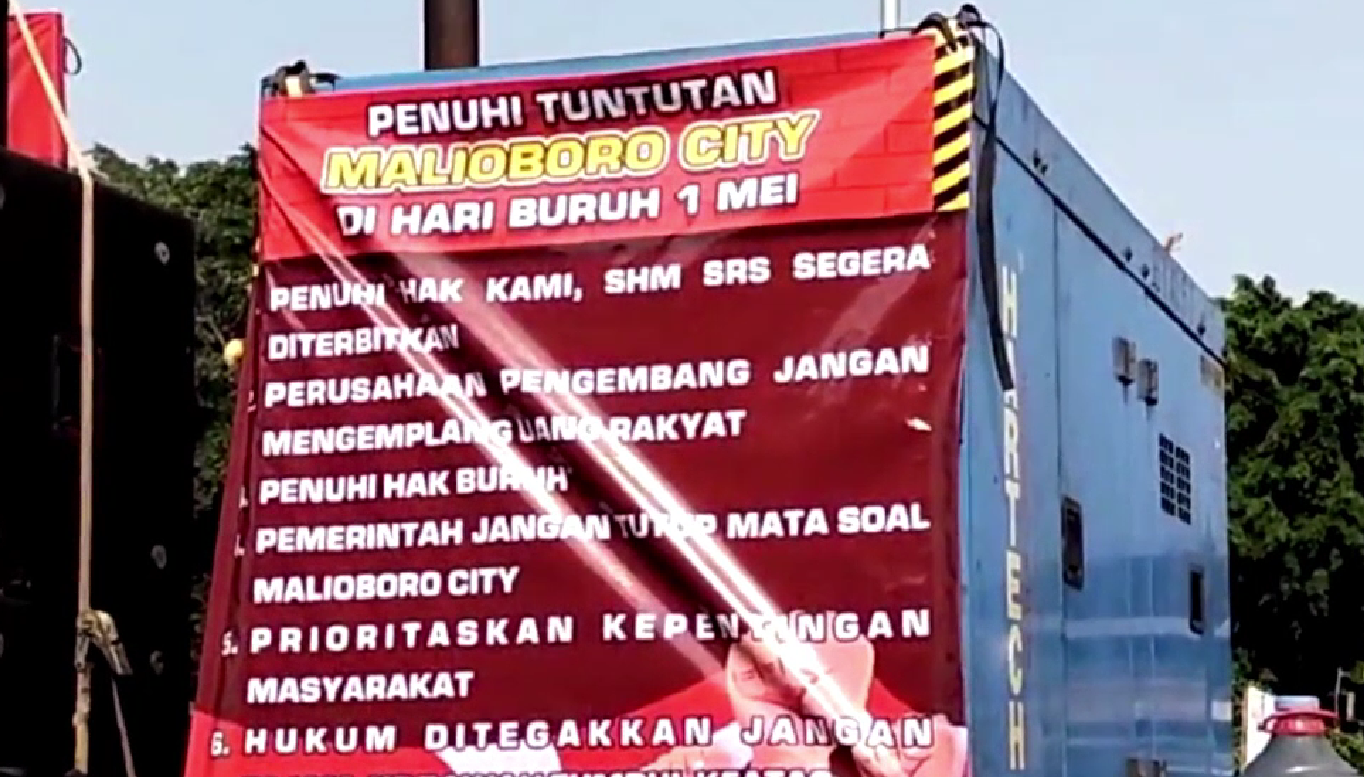 PENUHI TUNTUTAN
MALIOBORO CITY
DI HARI BURUH 1 MEI
PENUHI HAK KAMI, SHM SRS SEGERA
DITERBITKAN
2. PERUSAHAAN PENGEMBANG JANGAN
MENGEMPLANG UANG RAKYAT
PENUHI HAK BURUH
PEMERINTAH JANGAN TUTUP MATA SOAL
MALIOBORO CITY
5. PRIORITASKAN KEPENTINGAN
MASYARAKAT
6. HUKUM DITEGAKKAN JANGAN
HARTECH